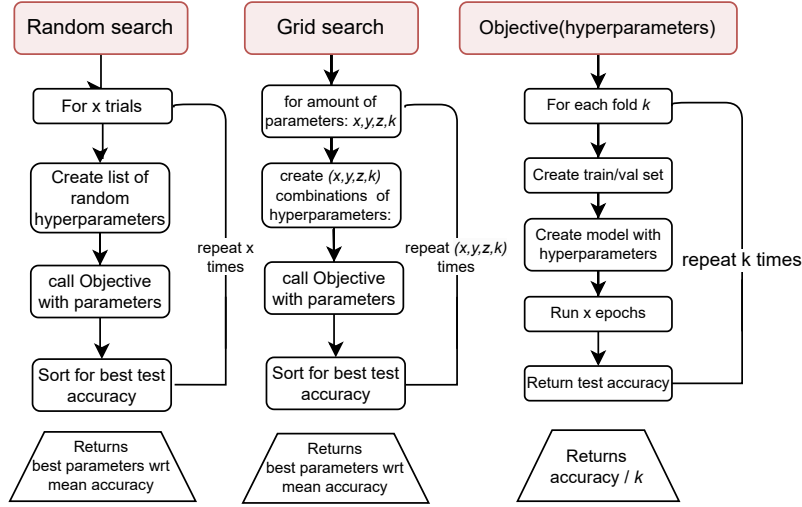 Random search
For x trials
Create list of
random
hyperparameters
call Objective
with parameters
Sort for best test
accuracy
repeat x
times
Returns
best parameters wrt
mean accuracy
Grid search
for amount of
parameters: x,y,z,k
create (x,y,z,k)
combinations of
hyperparameters:
call Objective
with parameters
Sort for best test
accuracy
repeat (x,y,z,k)
times
Returns
best parameters wrt
mean accuracy
Objective(hyperparameters)
For each fold k
Create train/val set
Create model with
hyperparameters
Run x epochs
Return test accuracy
repeat k times
Returns
accuracy / k